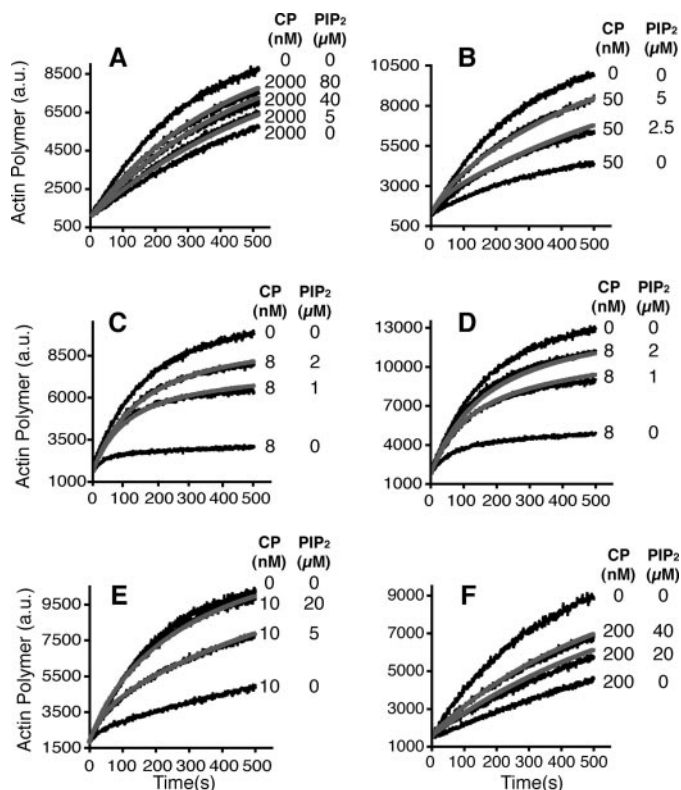 A
CP PIP₂
(nM) (µM)
0 0
2000 80
2000 40
2000 5
2000 0
Actin Polymer (a.u.)
8500
6500
4500
2500
500
0 100 200 300 400 500
B
CP PIP₂
(nM) (µM)
0 0
50 5
50 2.5
50 0
10500
8000
5500
3000
500
0 100 200 300 400 500
C
CP PIP₂
(nM) (µM)
0 0
8 2
8 1
8 0
Actin Polymer (a.u.)
8500
6000
3500
1000
0 100 200 300 400 500
D
CP PIP₂
(nM) (µM)
0 0
8 2
8 1
8 0
13000
10000
7000
4000
1000
0 100 200 300 400 500
E
CP PIP₂
(nM) (µM)
0 0
10 20
10 5
10 0
Actin Polymer (a.u.)
9500
7500
5500
3500
1500
0 100 200 300 400 500
Time(s)
F
CP PIP₂
(nM) (µM)
0 0
200 40
200 20
200 0
9000
7000
5000
3000
1000
0 100 200 300 400 500
Time(s)